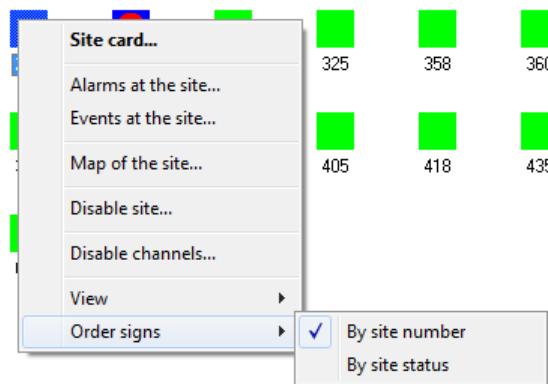 Site card...
325
358
Alarms at the site...
Events at the site...
Map of the site...
405
418
Disable site...
Disable channels...
View
Order signs
By site number
By site status